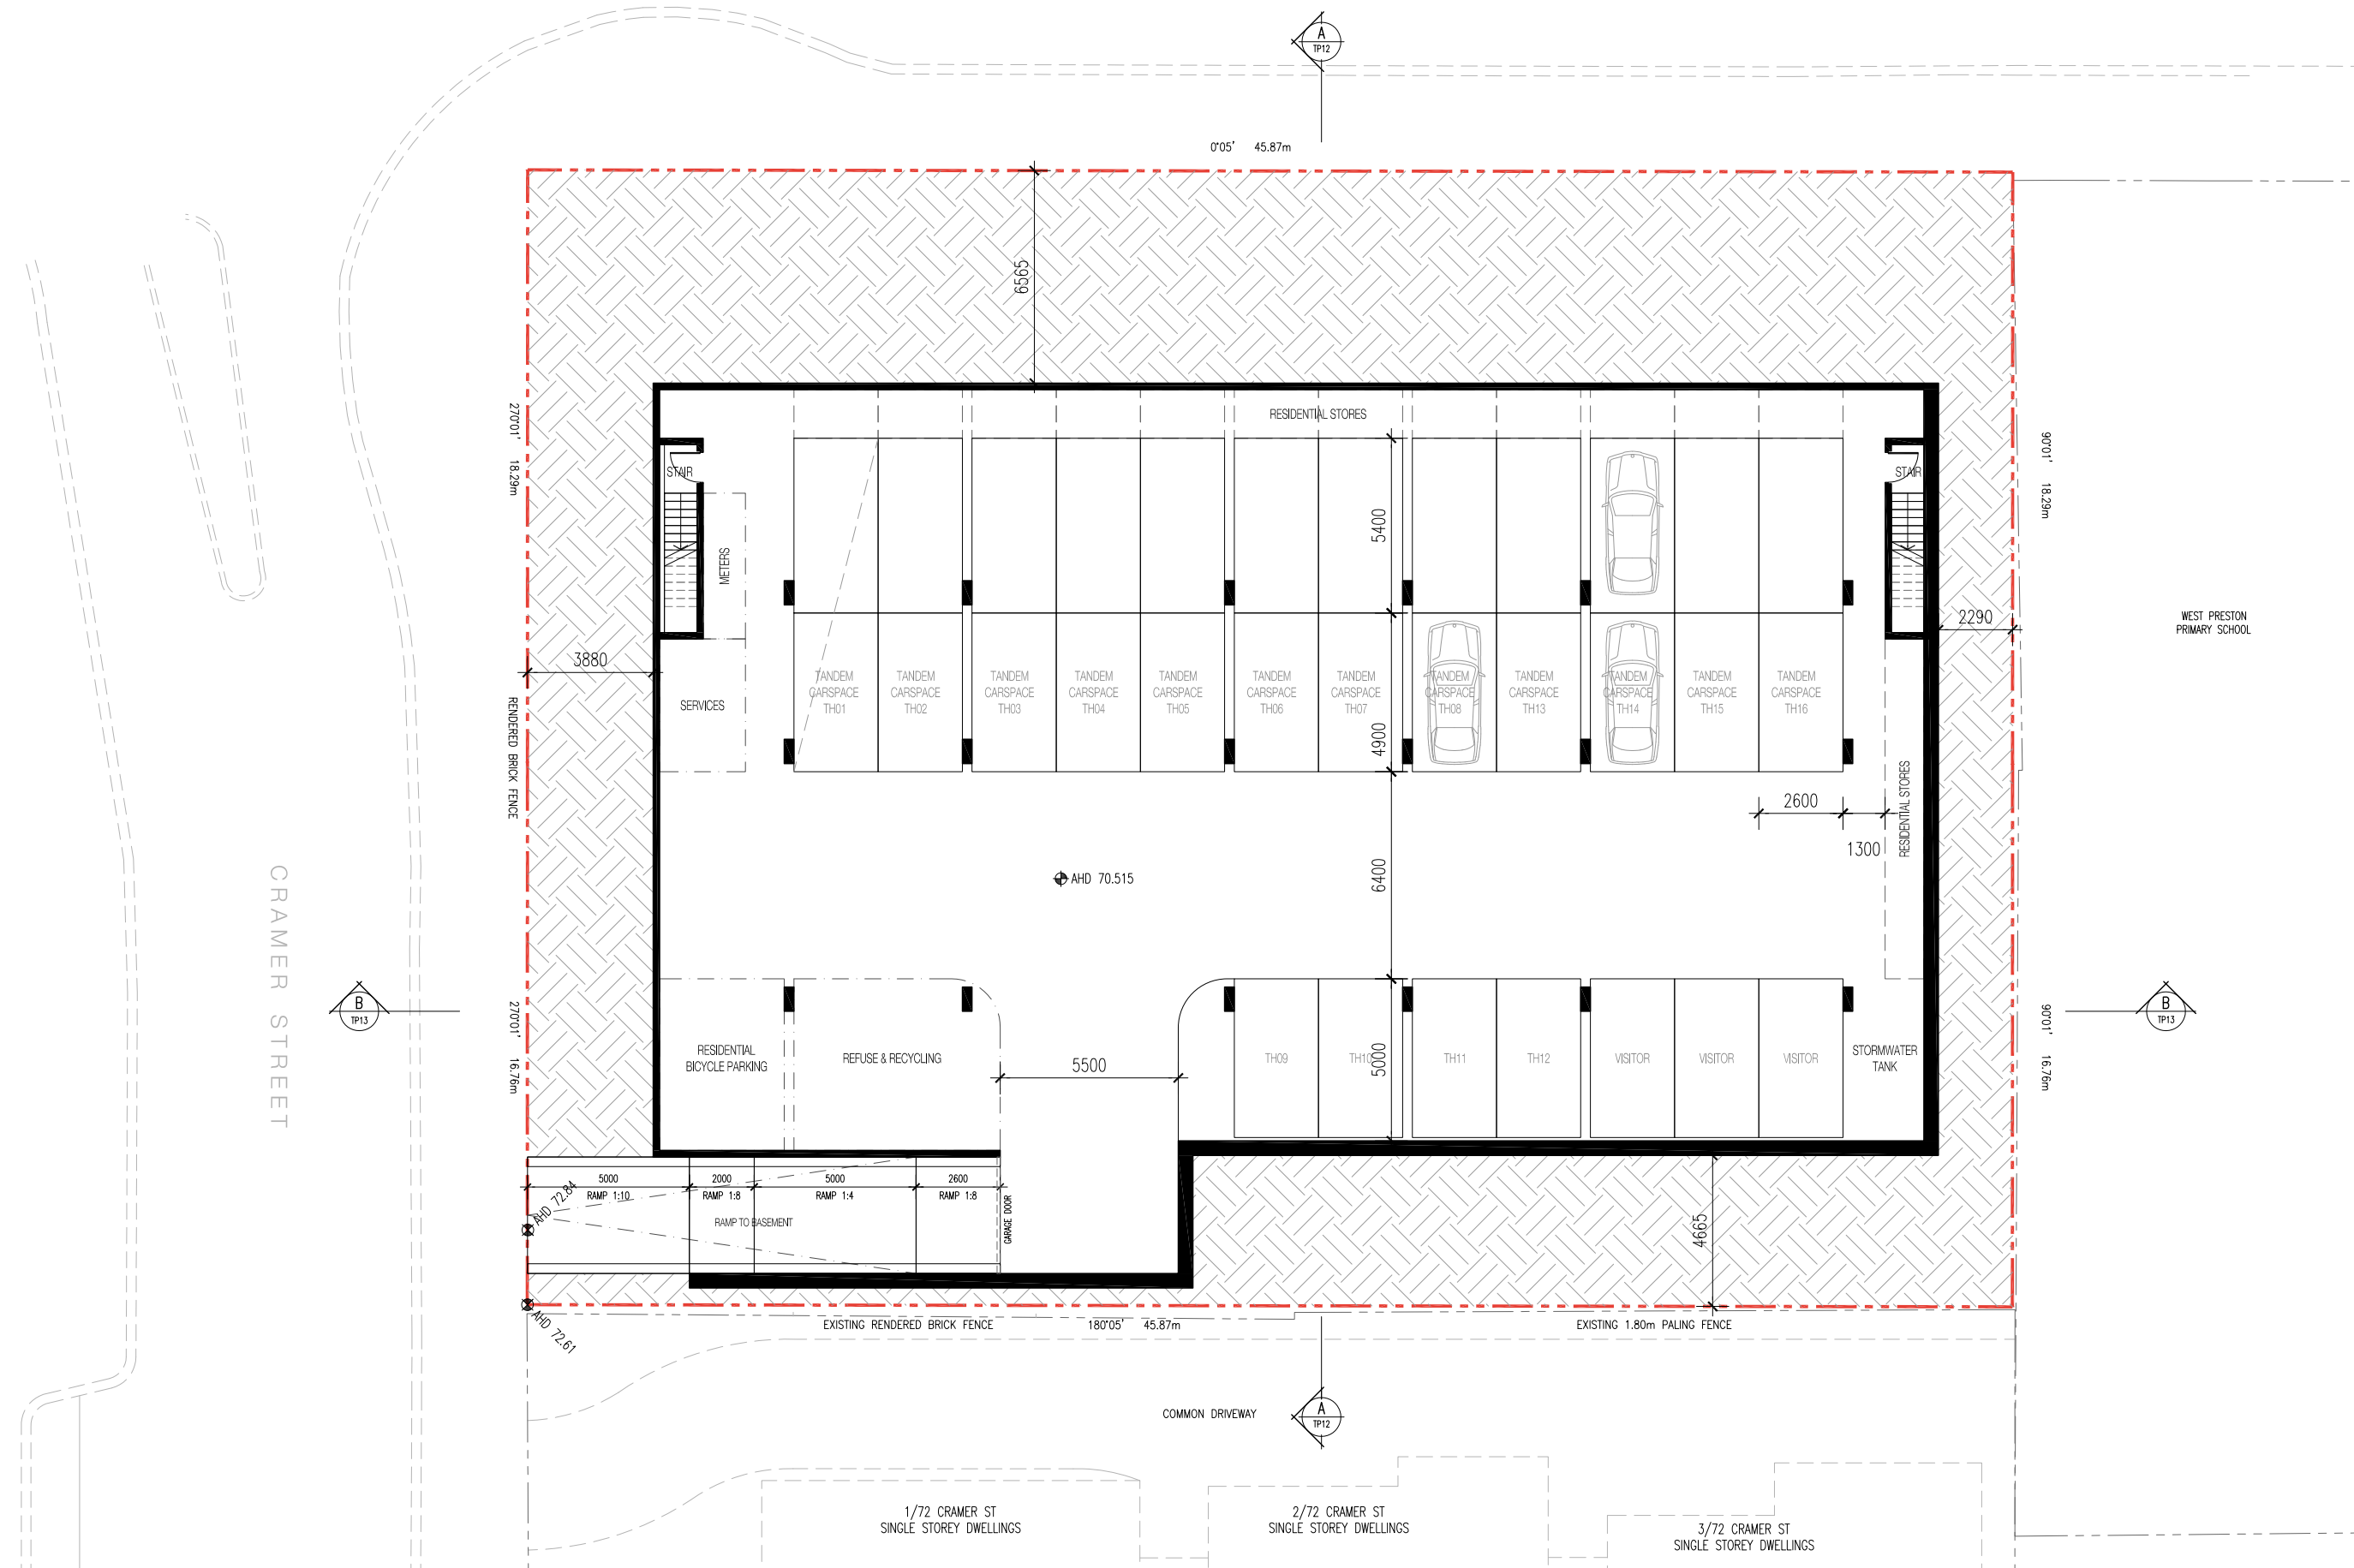 A
TP12
0°05' 45.87m
6565
RESIDENTIAL STORES
270°01' 18.29m
90°01' 18.29m
STAIR
STAIR
METERS
5400
WEST PRESTON
PRIMARY SCHOOL
2290
3880
SERVICES
RENDERED BRICK FENCE
TANDEM
CARSPACE
TH01
TANDEM
CARSPACE
TH02
TANDEM
CARSPACE
TH03
TANDEM
CARSPACE
TH04
TANDEM
CARSPACE
TH05
TANDEM
CARSPACE
TH06
TANDEM
CARSPACE
TH07
TANDEM
CARSPACE
TH08
TANDEM
CARSPACE
TH13
TANDEM
CARSPACE
TH14
TANDEM
CARSPACE
TH15
TANDEM
CARSPACE
TH16
4900
2600
1300
RESIDENTIAL STORES
6400
AHD 70.515
CRAMER STREET
B
TP13
B
TP13
270°01' 16.76m
90°01' 16.76m
RESIDENTIAL
BICYCLE PARKING
REFUSE & RECYCLING
5500
TH09
TH10
5000
TH11
TH12
VISITOR
VISITOR
VISITOR
STORMWATER
TANK
5000
RAMP 1:10
2000
RAMP 1:8
5000
RAMP 1:4
2600
RAMP 1:8
GARAGE DOOR
AHD 72.84
RAMP TO BASEMENT
4665
AHD 72.61
EXISTING RENDERED BRICK FENCE
180°05' 45.87m
EXISTING 1.80m PALING FENCE
COMMON DRIVEWAY
A
TP12
1/72 CRAMER ST
SINGLE STOREY DWELLINGS
2/72 CRAMER ST
SINGLE STOREY DWELLINGS
3/72 CRAMER ST
SINGLE STOREY DWELLINGS